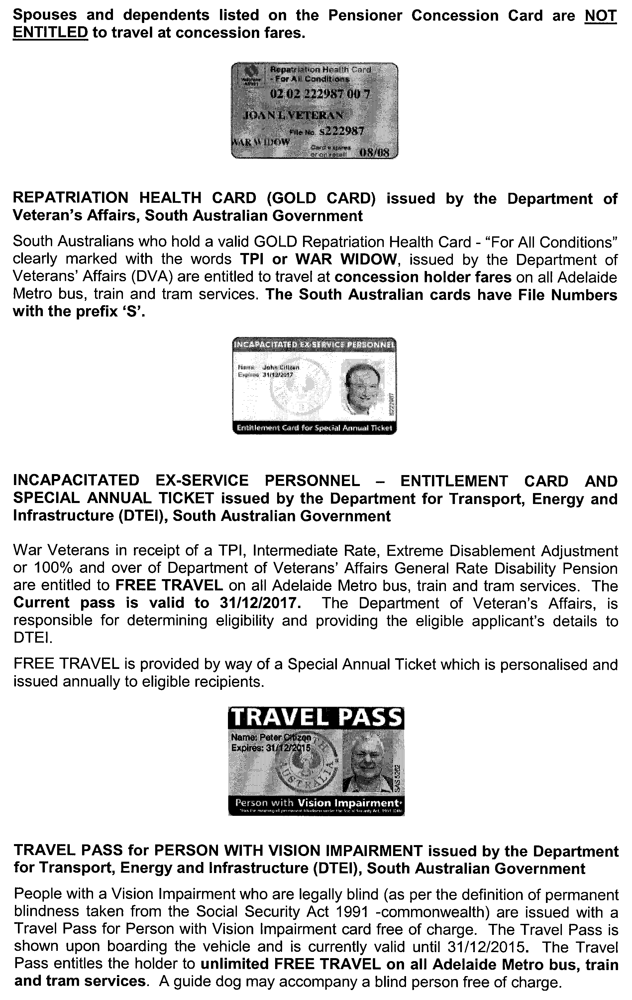 Spouses and dependents listed on the Pensioner Concession Card are NOT
ENTITLED to travel at concession fares.
Repatriation Health Card
- For All Conditions
02 02 222987 00 7
JOAN L VETERAN
File No. S222987
WAR WIDOW
Card expires
or on recall 08/08
REPATRIATION HEALTH CARD (GOLD CARD) issued by the Department of
Veteran's Affairs, South Australian Government
South Australians who hold a valid GOLD Repatriation Health Card - “For All Conditions”
clearly marked with the words TPI or WAR WIDOW, issued by the Department of
Veterans’ Affairs (DVA) are entitled to travel at concession holder fares on all Adelaide
Metro bus, train and tram services. The South Australian cards have File Numbers
with the prefix ‘S’.
INCAPACITATED EX-SERVICE PERSONNEL
Name John Citizen
Expires 31/12/2017
Entitlement Card for Special Annual Ticket
INCAPACITATED EX-SERVICE PERSONNEL – ENTITLEMENT CARD AND
SPECIAL ANNUAL TICKET issued by the Department for Transport, Energy and
Infrastructure (DTEI), South Australian Government
War Veterans in receipt of a TPI, Intermediate Rate, Extreme Disablement Adjustment
or 100% and over of Department of Veterans’ Affairs General Rate Disability Pension
are entitled to FREE TRAVEL on all Adelaide Metro bus, train and tram services. The
Current pass is valid to 31/12/2017. The Department of Veteran’s Affairs, is
responsible for determining eligibility and providing the eligible applicant’s details to
DTEI.
FREE TRAVEL is provided by way of a Special Annual Ticket which is personalised and
issued annually to eligible recipients.
TRAVEL PASS
Name: Peter Citizen
Expires: 31/12/2015
AUSTRALIA
SAS 5262
Person with Vision Impairment*
TRAVEL PASS for PERSON WITH VISION IMPAIRMENT issued by the Department
for Transport, Energy and Infrastructure (DTEI), South Australian Government
People with a Vision Impairment who are legally blind (as per the definition of permanent
blindness taken from the Social Security Act 1991 -commonwealth) are issued with a
Travel Pass for Person with Vision Impairment card free of charge. The Travel Pass is
shown upon boarding the vehicle and is currently valid until 31/12/2015. The Travel
Pass entitles the holder to unlimited FREE TRAVEL on all Adelaide Metro bus, train
and tram services. A guide dog may accompany a blind person free of charge.